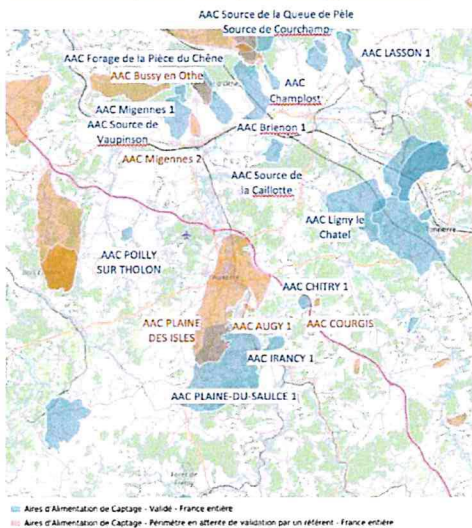 AAC Source de la Queue de Pèle
Source de Courchamp
AAC LASSON 1
AAC Forage de la Pièce du Chêne
AAC Bussy en Othe
AAC
Champlost
AAC Migennes 1
AAC Source de
Vaupinson
AAC Brienon 1
AAC Migennes 2
AAC Source de
la Caillotte
AAC Ligny le
Chatel
AAC POILLY
SUR THOLON
AAC CHITRY 1
AAC PLAINE
DES ISLES
AAC AUGY 1
AAC COURGIS
AAC IRANCY 1
AAC PLAINE-DU-SAULCE 1
Aires d'Alimentation de Captage - Validé - France entière
Aires d'Alimentation de Captage - Périmètre en attente de validation par un référent - France entière